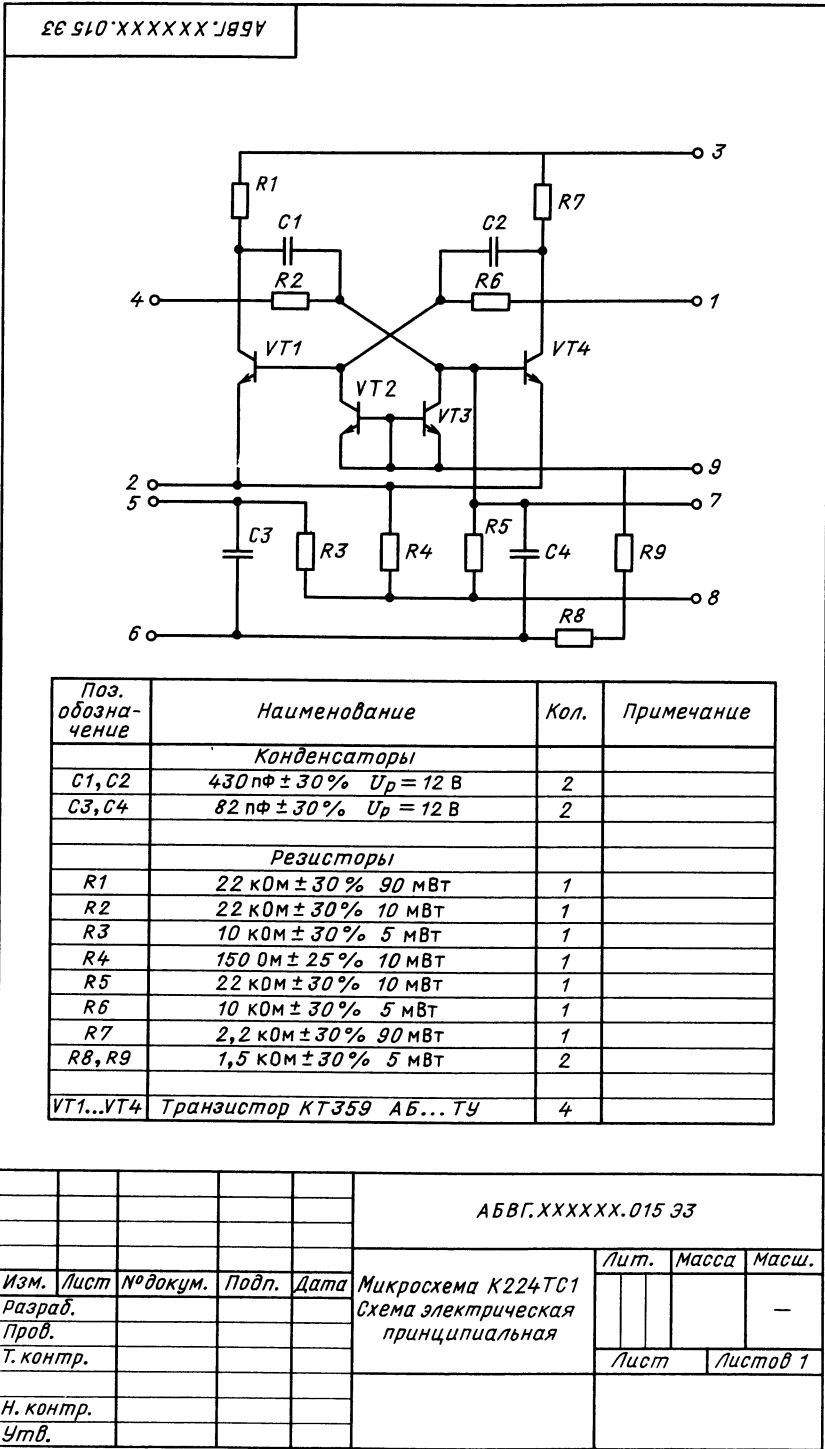 АБВГ.XXXXXX.015 ЭЗ
3
R1
R7
C1
C2
R2
R6
4
1
VT1
VT4
VT2
VT3
2
9
5
7
C3
R3
R4
R5
C4
R9
8
R8
6
Поз. обозна-чение Наименование Кол. Примечание
Конденсаторы
C1, C2 430 пФ ± 30 % Up = 12 В 2
C3, C4 82 пФ ± 30 % Up = 12 В 2
Резисторы
R1 22 кОм ± 30 % 90 мВт 1
R2 22 кОм ± 30 % 10 мВт 1
R3 10 кОм ± 30 % 5 мВт 1
R4 150 Ом ± 25 % 10 мВт 1
R5 22 кОм ± 30 % 10 мВт 1
R6 10 кОм ± 30 % 5 мВт 1
R7 2,2 кОм ± 30 % 90 мВт 1
R8, R9 1,5 кОм ± 30 % 5 мВт 2
VT1...VT4 Транзистор КТ359 АБ... ТУ 4
АБВГ.XXXXXX.015 ЭЗ
Лит. Масса Масш.
Изм. Лист № докум. Подп. Дата
Микросхема К224ТС1
Схема электрическая
принципиальная
—
Разраб.
Пров.
Т. контр.
Лист Листов 1
Н. контр.
Утв.